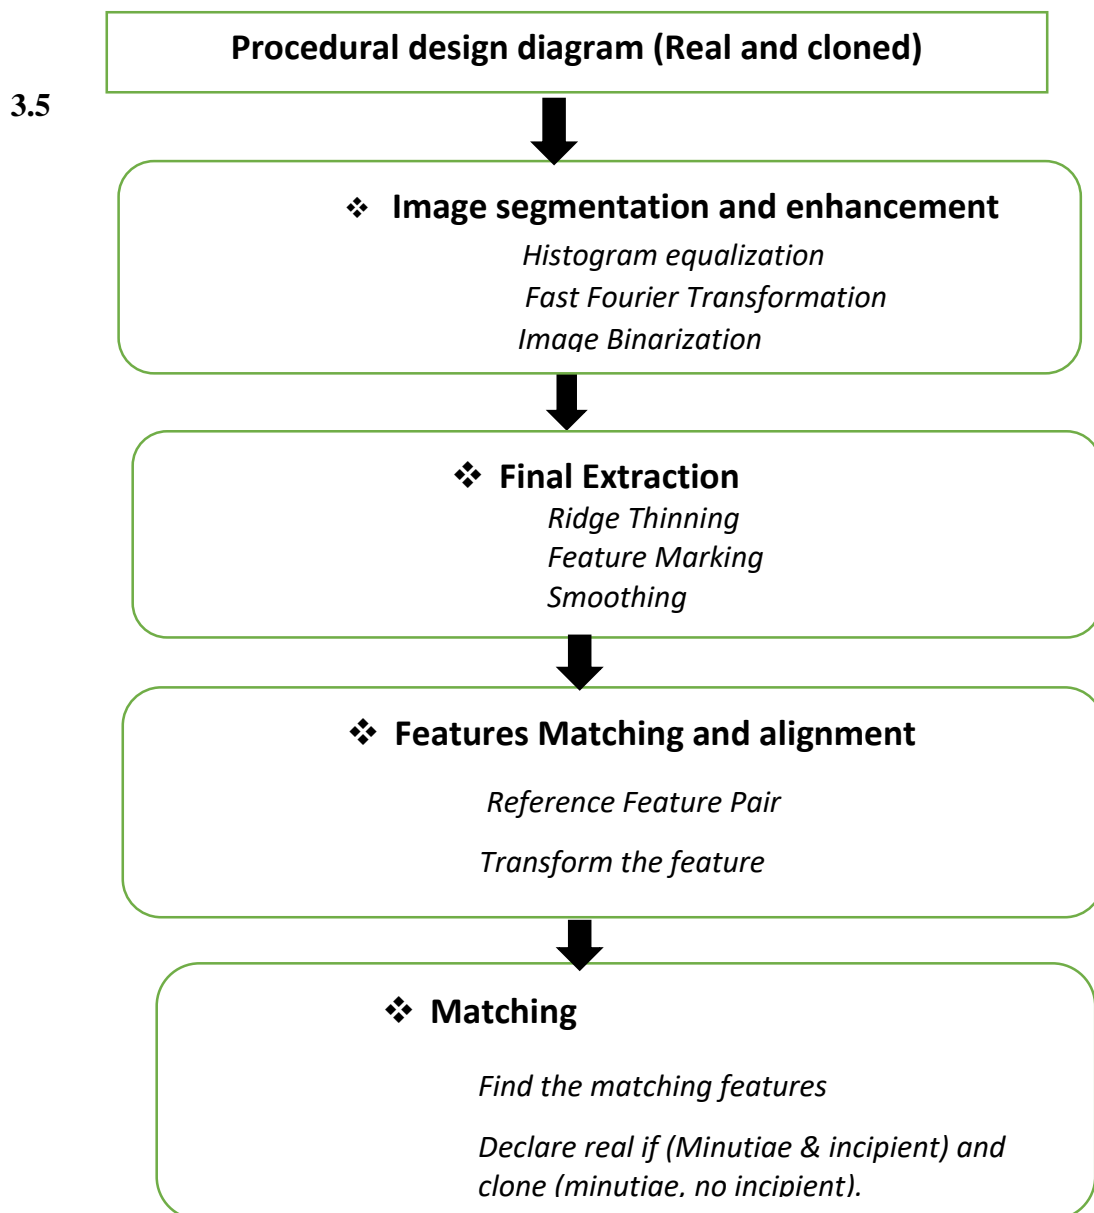 Procedural design diagram (Real and cloned)
3.5
❖ Image segmentation and enhancement
Histogram equalization
Fast Fourier Transformation
Image Binarization
❖ Final Extraction
Ridge Thinning
Feature Marking
Smoothing
❖ Features Matching and alignment
Reference Feature Pair
Transform the feature
❖ Matching
Find the matching features
Declare real if (Minutiae & incipient) and
clone (minutiae, no incipient).